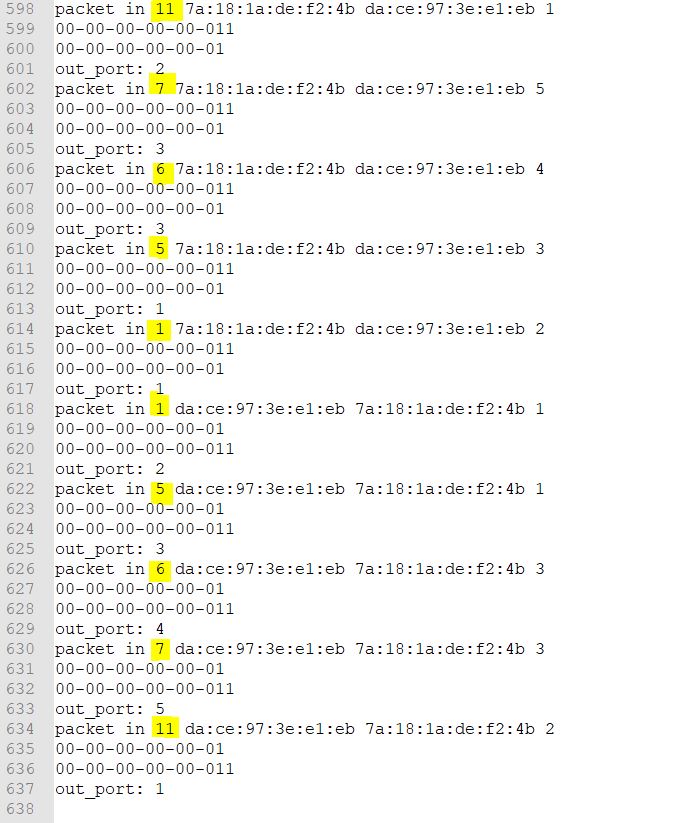 598 packet in 11 7a:18:1a:de:f2:4b da:ce:97:3e:e1:eb 1
599 00-00-00-00-00-011
600 00-00-00-00-00-01
601 out_port: 2
602 packet in 7 7a:18:1a:de:f2:4b da:ce:97:3e:e1:eb 5
603 00-00-00-00-00-011
604 00-00-00-00-00-01
605 out_port: 3
606 packet in 6 7a:18:1a:de:f2:4b da:ce:97:3e:e1:eb 4
607 00-00-00-00-00-011
608 00-00-00-00-00-01
609 out_port: 3
610 packet in 5 7a:18:1a:de:f2:4b da:ce:97:3e:e1:eb 3
611 00-00-00-00-00-011
612 00-00-00-00-00-01
613 out_port: 1
614 packet in 1 7a:18:1a:de:f2:4b da:ce:97:3e:e1:eb 2
615 00-00-00-00-00-011
616 00-00-00-00-00-01
617 out_port: 1
618 packet in 1 da:ce:97:3e:e1:eb 7a:18:1a:de:f2:4b 1
619 00-00-00-00-00-01
620 00-00-00-00-00-011
621 out_port: 2
622 packet in 5 da:ce:97:3e:e1:eb 7a:18:1a:de:f2:4b 1
623 00-00-00-00-00-01
624 00-00-00-00-00-011
625 out_port: 3
626 packet in 6 da:ce:97:3e:e1:eb 7a:18:1a:de:f2:4b 3
627 00-00-00-00-00-01
628 00-00-00-00-00-011
629 out_port: 4
630 packet in 7 da:ce:97:3e:e1:eb 7a:18:1a:de:f2:4b 3
631 00-00-00-00-00-01
632 00-00-00-00-00-011
633 out_port: 5
634 packet in 11 da:ce:97:3e:e1:eb 7a:18:1a:de:f2:4b 2
635 00-00-00-00-00-01
636 00-00-00-00-00-011
637 out_port: 1
638